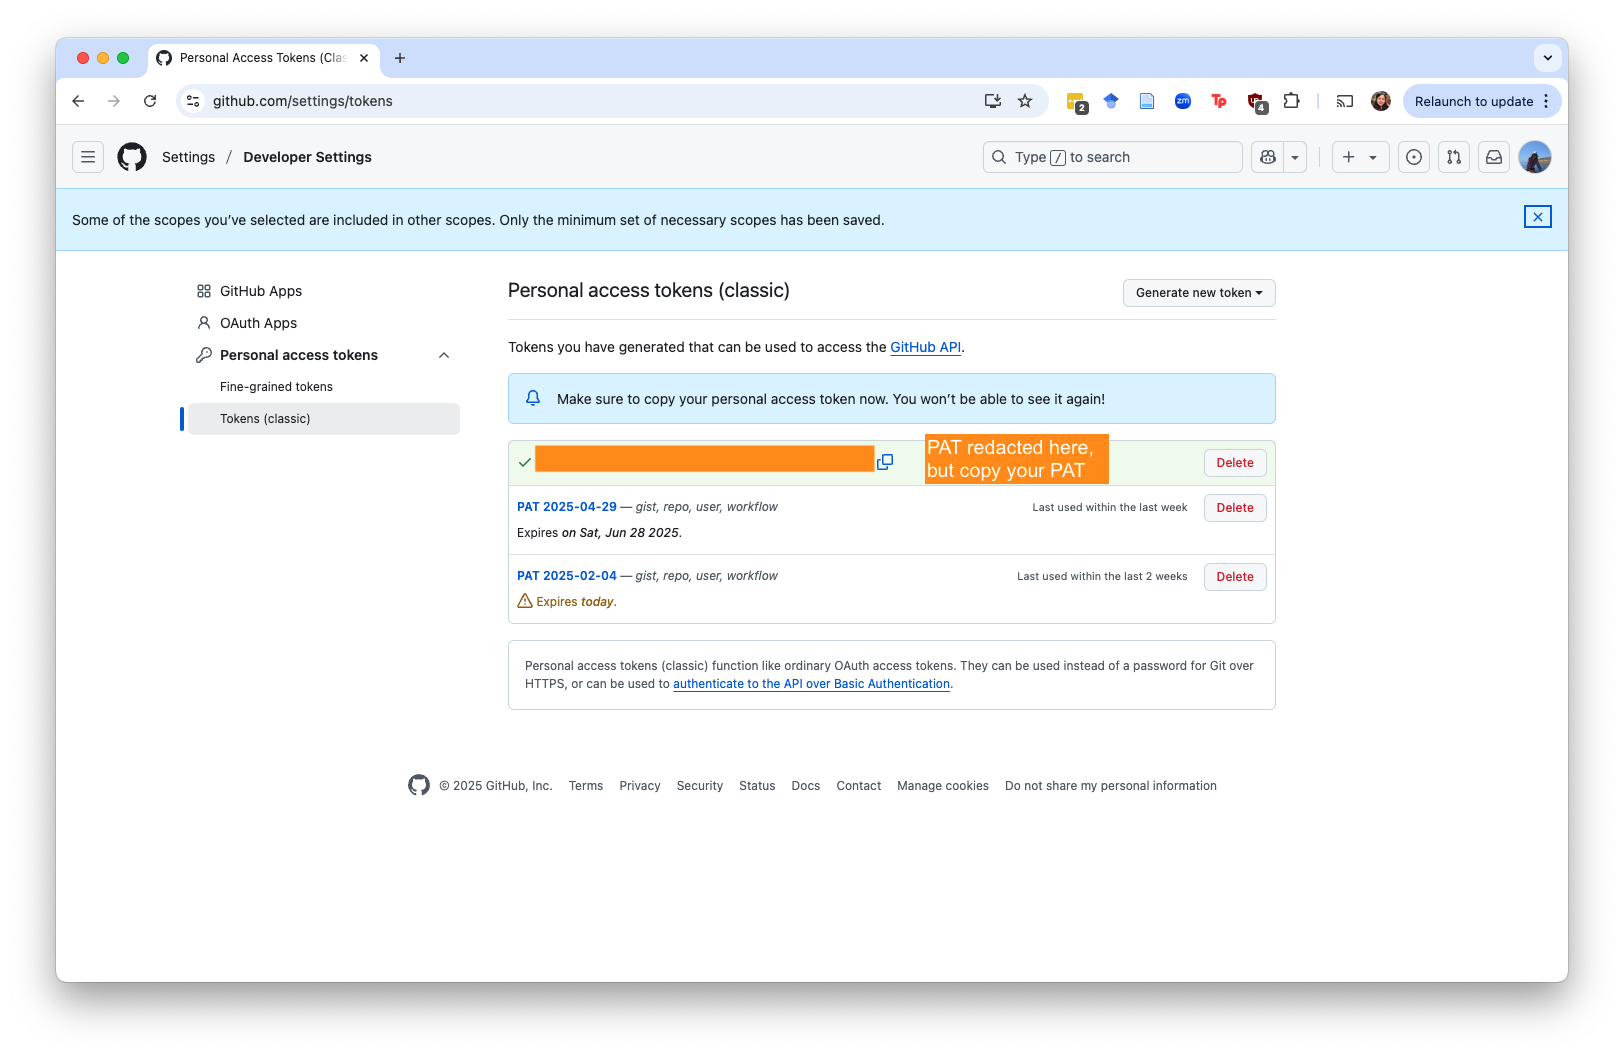 Personal Access Tokens (Clas
github.com/settings/tokens
2
zm
Tp
4
Relaunch to update
Settings / Developer Settings
Type / to search
Some of the scopes you’ve selected are included in other scopes. Only the minimum set of necessary scopes has been saved.
GitHub Apps
OAuth Apps
Personal access tokens
Fine-grained tokens
Tokens (classic)
Personal access tokens (classic)
Generate new token
Tokens you have generated that can be used to access the GitHub API.
Make sure to copy your personal access token now. You won’t be able to see it again!
PAT redacted here,
but copy your PAT
Delete
PAT 2025-04-29 — gist, repo, user, workflow
Last used within the last week
Delete
Expires on Sat, Jun 28 2025.
PAT 2025-02-04 — gist, repo, user, workflow
Last used within the last 2 weeks
Delete
Expires today.
Personal access tokens (classic) function like ordinary OAuth access tokens. They can be used instead of a password for Git over
HTTPS, or can be used to authenticate to the API over Basic Authentication.
© 2025 GitHub, Inc. Terms Privacy Security Status Docs Contact Manage cookies Do not share my personal information